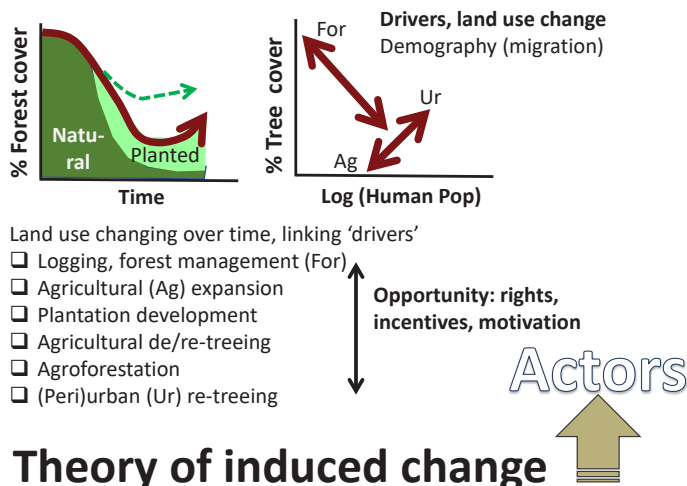 % Forest cover
Natu-
ral
Planted
Time
% Tree cover
For
Ur
Ag
Log (Human Pop)
Drivers, land use change
Demography (migration)
Land use changing over time, linking ‘drivers’
❑ Logging, forest management (For)
❑ Agricultural (Ag) expansion
❑ Plantation development
❑ Agricultural de/re-treeing
❑ Agroforestation
❑ (Peri)urban (Ur) re-treeing
Opportunity: rights,
incentives, motivation
Actors
Theory of induced change